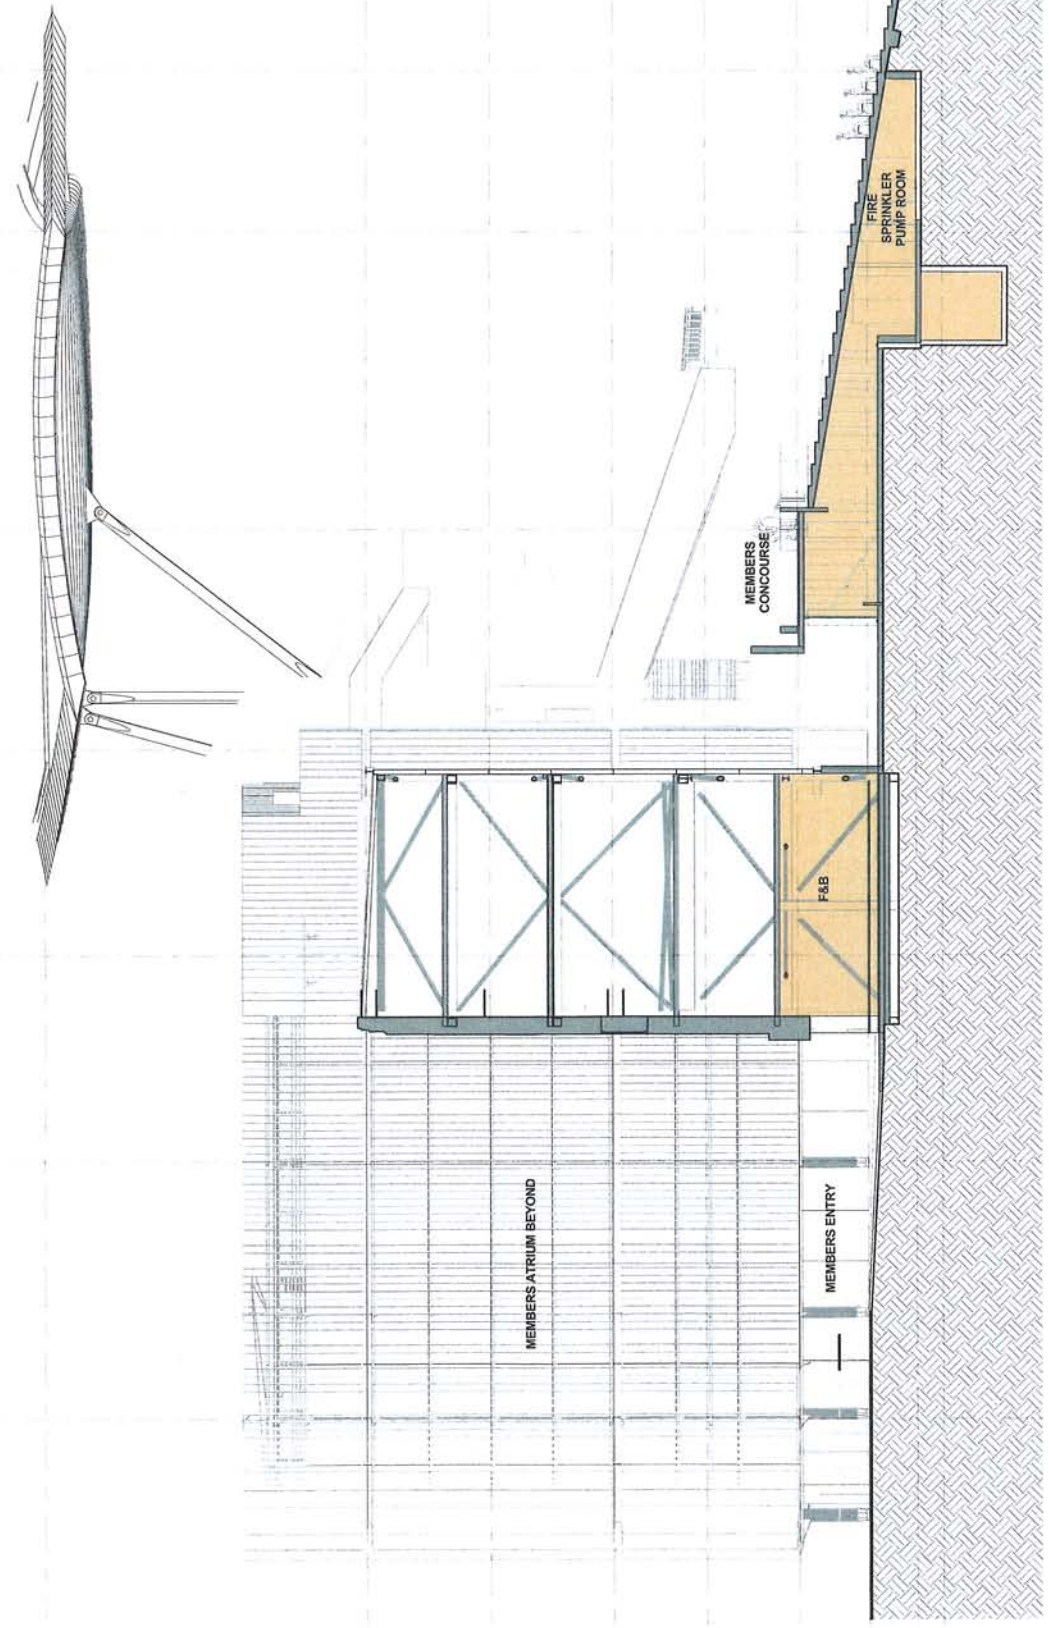 MEMBERS ATRIUM BEYOND
MEMBERS ENTRY
F&B
MEMBERS
CONCOURSE
FIRE
SPRINKLER
PUMP ROOM